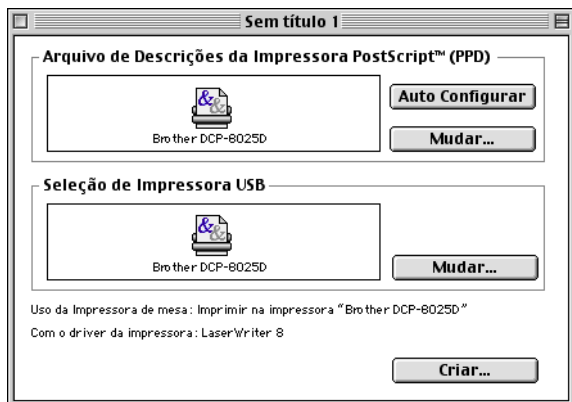 Sem título 1
Arquivo de Descrições da Impressora PostScript™ (PPD)
Brother DCP-8025D
Auto Configurar
Mudar...
Seleção de Impressora USB
Brother DCP-8025D
Mudar...
Uso da Impressora de mesa: Imprimir na impressora “Brother DCP-8025D”
Com o driver da impressora: LaserWriter 8
Criar...